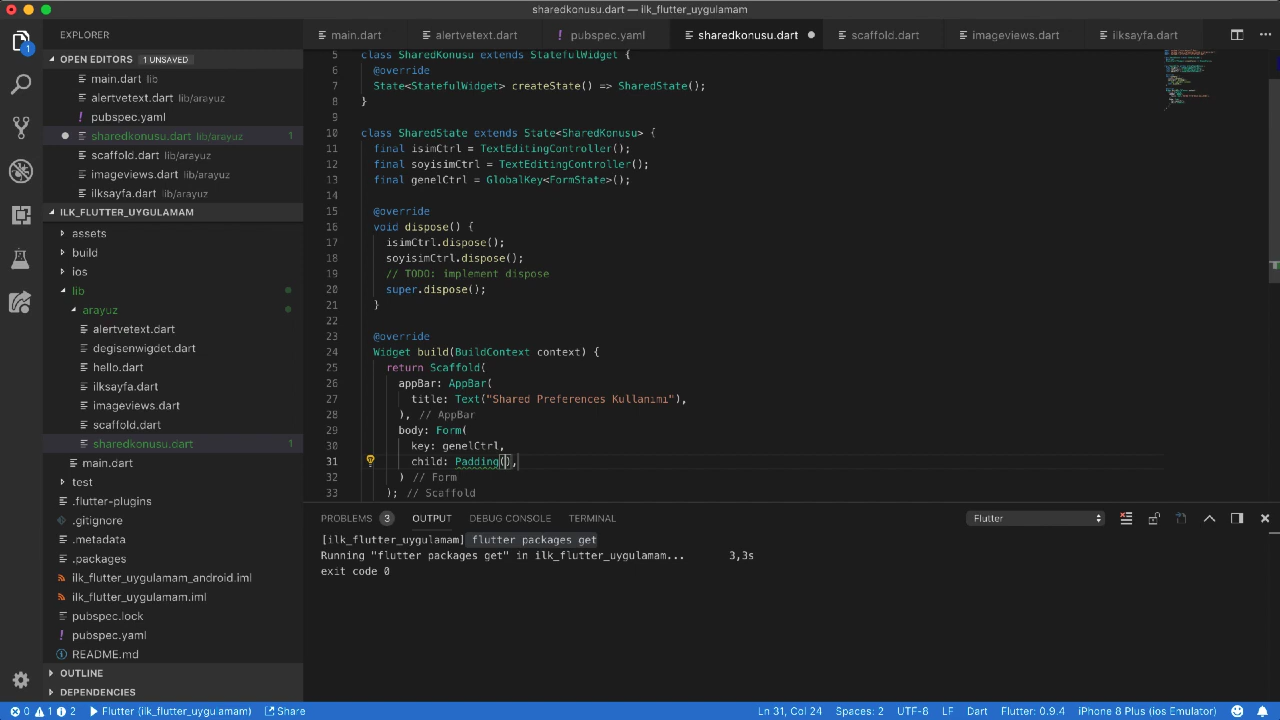 sharedkonusu.dart — ilk_flutter_uygulamam
EXPLORER
main.dart
alertvetext.dart
pubspec.yaml
sharedkonusu.dart
scaffold.dart
imageviews.dart
ilksayfa.dart
OPEN EDITORS 1 UNSAVED
main.dart lib
alertvetext.dart lib/arayuz
pubspec.yaml
sharedkonusu.dart lib/arayuz 1
scaffold.dart lib/arayuz
imageviews.dart lib/arayuz
ilksayfa.dart lib/arayuz
ILK_FLUTTER_UYGULAMAM
assets
build
ios
lib
arayuz
alertvetext.dart
degisenwigdet.dart
hello.dart
ilksayfa.dart
imageviews.dart
scaffold.dart
sharedkonusu.dart 1
main.dart
test
.flutter-plugins
.gitignore
.metadata
.packages
ilk_flutter_uygulamam_android.iml
ilk_flutter_uygulamam.iml
pubspec.lock
pubspec.yaml
README.md
OUTLINE
DEPENDENCIES
1
5 class SharedKonusu extends StatefulWidget {
6 @override
7 State<StatefulWidget> createState() => SharedState();
8 }
9
10 class SharedState extends State<SharedKonusu> {
11 final isimCtrl = TextEditingController();
12 final soyisimCtrl = TextEditingController();
13 final genelCtrl = GlobalKey<FormState>();
14
15 @override
16 void dispose() {
17 isimCtrl.dispose();
18 soyisimCtrl.dispose();
19 // TODO: implement dispose
20 super.dispose();
21 }
22
23 @override
24 Widget build(BuildContext context) {
25 return Scaffold(
26 appBar: AppBar(
27 title: Text("Shared Preferences Kullanımı"),
28 ), // AppBar
29 body: Form(
30 key: genelCtrl,
31 child: Padding(),
32 ) // Form
33 ); // Scaffold
PROBLEMS 3 OUTPUT DEBUG CONSOLE TERMINAL Flutter
[ilk_flutter_uygulamam] flutter packages get
Running "flutter packages get" in ilk_flutter_uygulamam... 3,3s
exit code 0
0 1 2 Flutter (ilk_flutter_uygulamam) Share Ln 31, Col 24 Spaces: 2 UTF-8 LF Dart Flutter: 0.9.4 iPhone 8 Plus (ios Emulator)